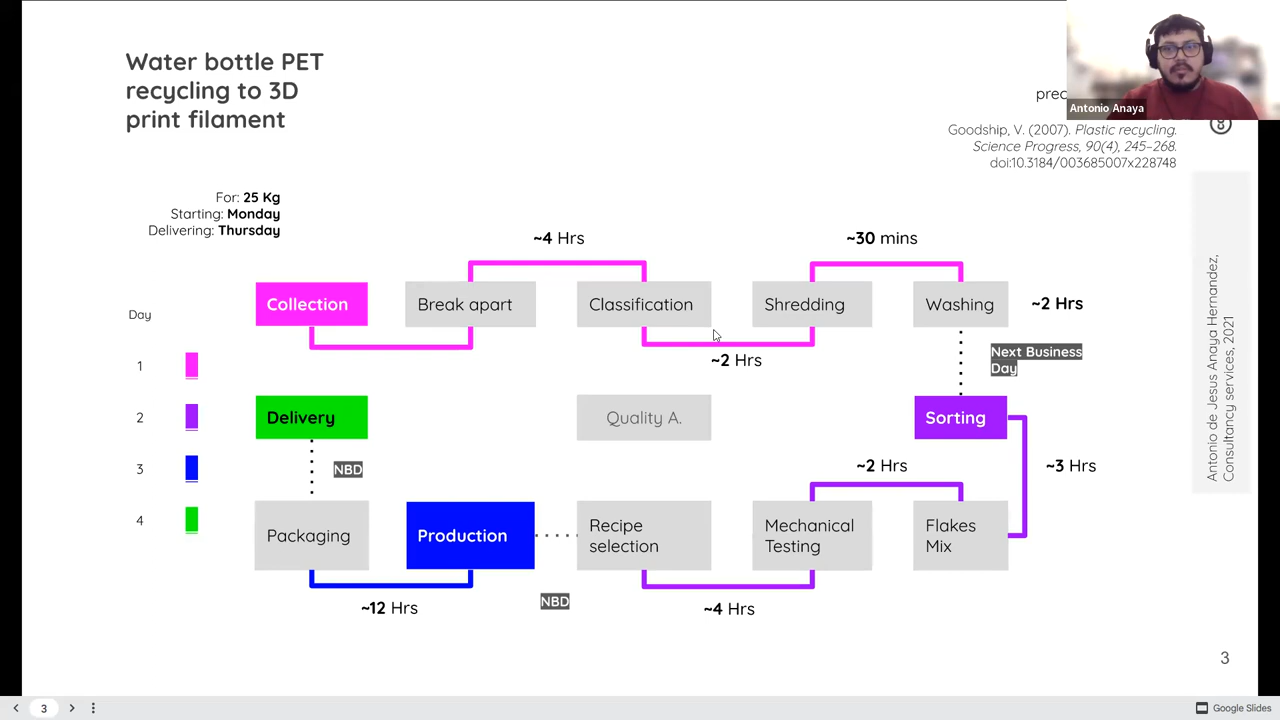 Water bottle PET
recycling to 3D
print filament
Antonio Anaya
Goodship, V. (2007). Plastic recycling.
Science Progress, 90(4), 245–268.
doi:10.3184/003685007x228748
For: 25 Kg
Starting: Monday
Delivering: Thursday
~4 Hrs
~30 mins
Collection
Break apart
Classification
Shredding
Washing
~2 Hrs
Day
~2 Hrs
Next Business
Day
1
2
3
4
Delivery
Quality A.
Sorting
NBD
~2 Hrs
~3 Hrs
Packaging
Production
Recipe
selection
Mechanical
Testing
Flakes
Mix
~12 Hrs
NBD
~4 Hrs
Antonio de Jesus Anaya Hernandez,
Consultancy services, 2021
3
3
Google Slides